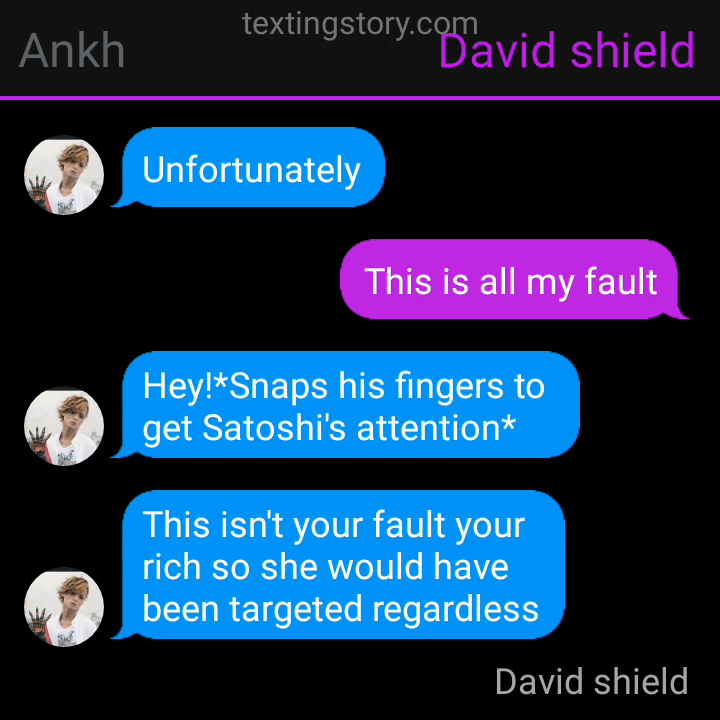 textingstory.com
Ankh
David shield
Unfortunately
This is all my fault
Hey!*Snaps his fingers to
get Satoshi's attention*
This isn't your fault your
rich so she would have
been targeted regardless
David shield